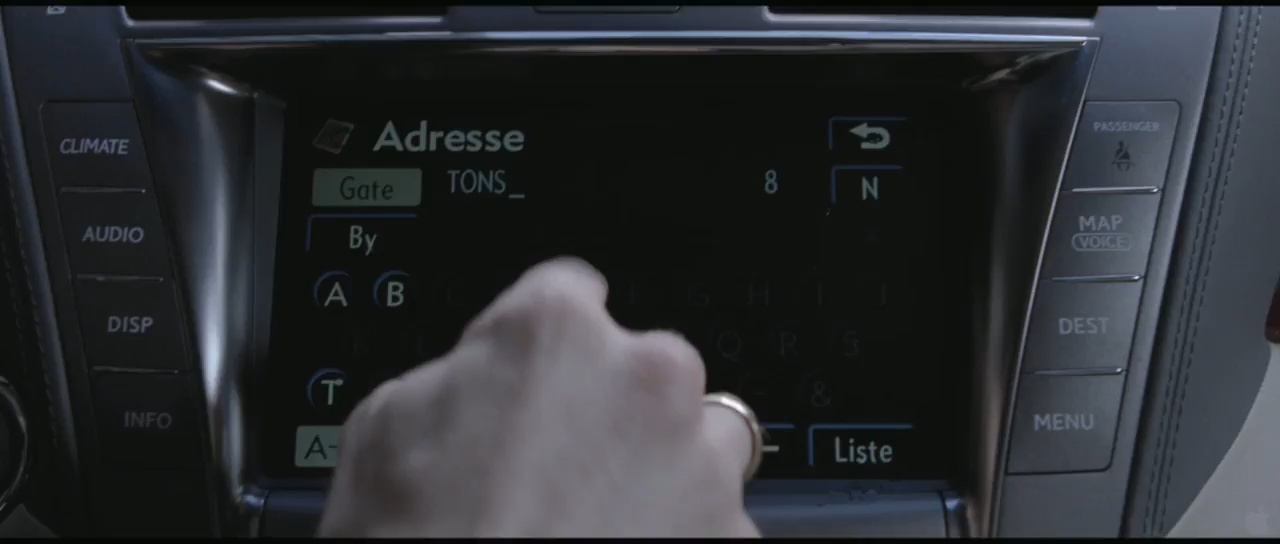 CLIMATE
AUDIO
DISP
INFO
Adresse
Gate TONS_ 8 N
By
A B G H I J
Q R S
T &
A-
Liste
PASSENGER
MAP
VOICE
DEST
MENU